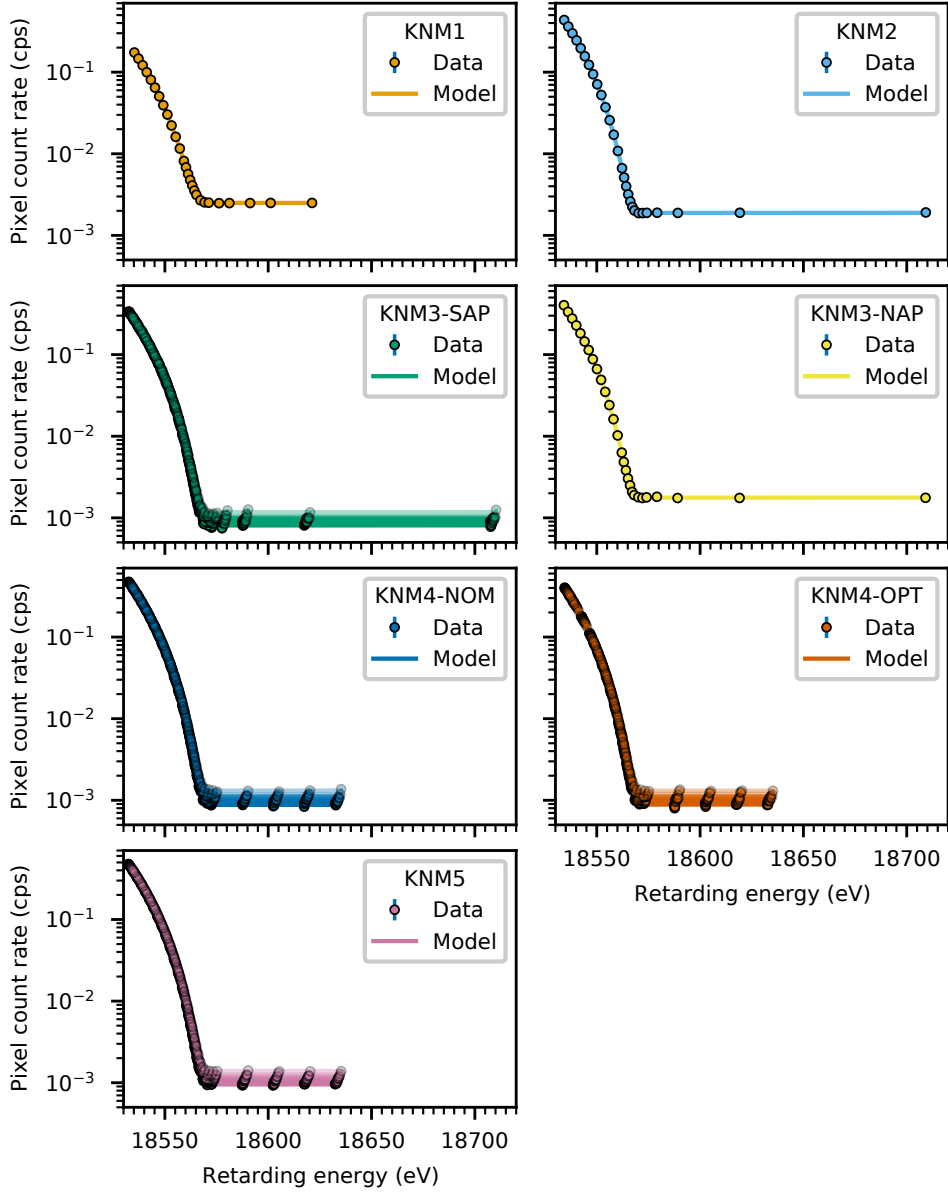 Pixel count rate (cps)
10⁻¹
10⁻²
10⁻³
KNM1
Data
Model
KNM2
Data
Model
Pixel count rate (cps)
10⁻¹
10⁻²
10⁻³
KNM3-SAP
Data
Model
KNM3-NAP
Data
Model
Pixel count rate (cps)
10⁻¹
10⁻²
10⁻³
KNM4-NOM
Data
Model
KNM4-OPT
Data
Model
18550 18600 18650 18700
Retarding energy (eV)
Pixel count rate (cps)
10⁻¹
10⁻²
10⁻³
KNM5
Data
Model
18550 18600 18650 18700
Retarding energy (eV)